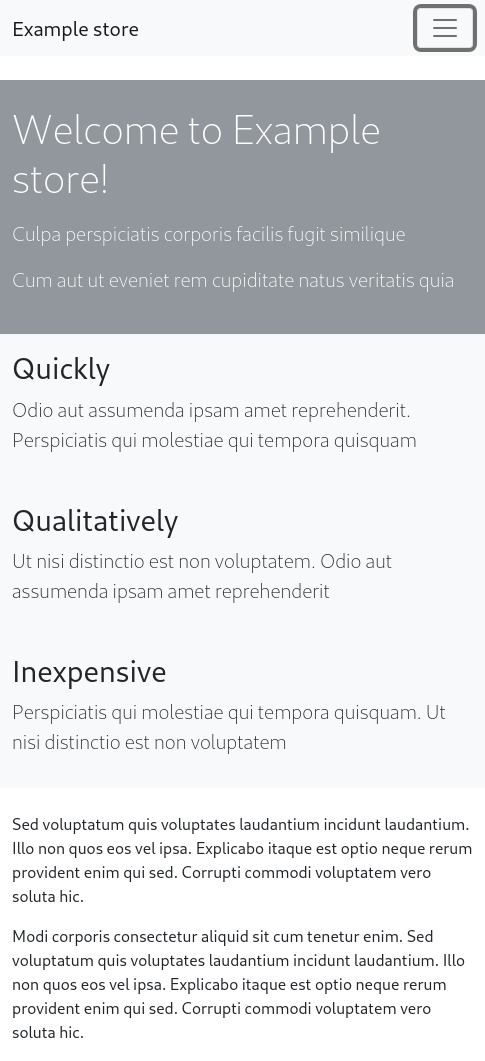 Example store
Welcome to Example
store!
Culpa perspiciatis corporis facilis fugit similique
Cum aut ut eveniet rem cupiditate natus veritatis quia
Quickly
Odio aut assumenda ipsam amet reprehenderit.
Perspiciatis qui molestiae qui tempora quisquam
Qualitatively
Ut nisi distinctio est non voluptatem. Odio aut
assumenda ipsam amet reprehenderit
Inexpensive
Perspiciatis qui molestiae qui tempora quisquam. Ut
nisi distinctio est non voluptatem
Sed voluptatum quis voluptates laudantium incidunt laudantium.
Illo non quos eos vel ipsa. Explicabo itaque est optio neque rerum
provident enim qui sed. Corrupti commodi voluptatem vero
soluta hic.
Modi corporis consectetur aliquid sit cum tenetur enim. Sed
voluptatum quis voluptates laudantium incidunt laudantium. Illo
non quos eos vel ipsa. Explicabo itaque est optio neque rerum
provident enim qui sed. Corrupti commodi voluptatem vero
soluta hic.